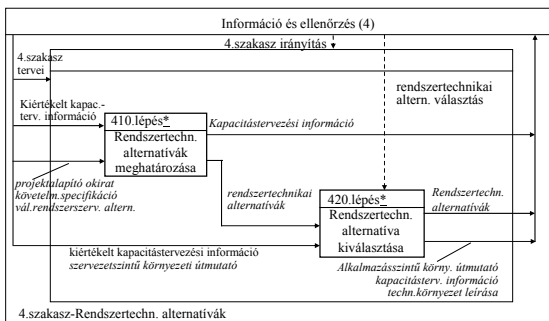 Információ és ellenőrzés (4)
4.szakasz irányítás
4.szakasz
tervei
rendszertechnikai
altern. választás
Kiértékelt kapac.-
terv. információ
410.lépés*
Rendszertechn.
alternatívák
meghatározása
Kapacitástervezési információ
projektalapító okirat
követelm.specifikáció
vál.rendszerszerv. altern.
rendszertechnikai
alternatívák
420.lépés*
Rendszertechn.
alternatíva
kiválasztása
Rendszertechn.
alternatívák
kiértékelt kapacitástervezési információ
szervezetszintű környezeti útmutató
Alkalmazásszintű körny. útmutató
kapacitásterv. információ
techn.környezet leírása
4.szakasz-Rendszertechn. alternatívák